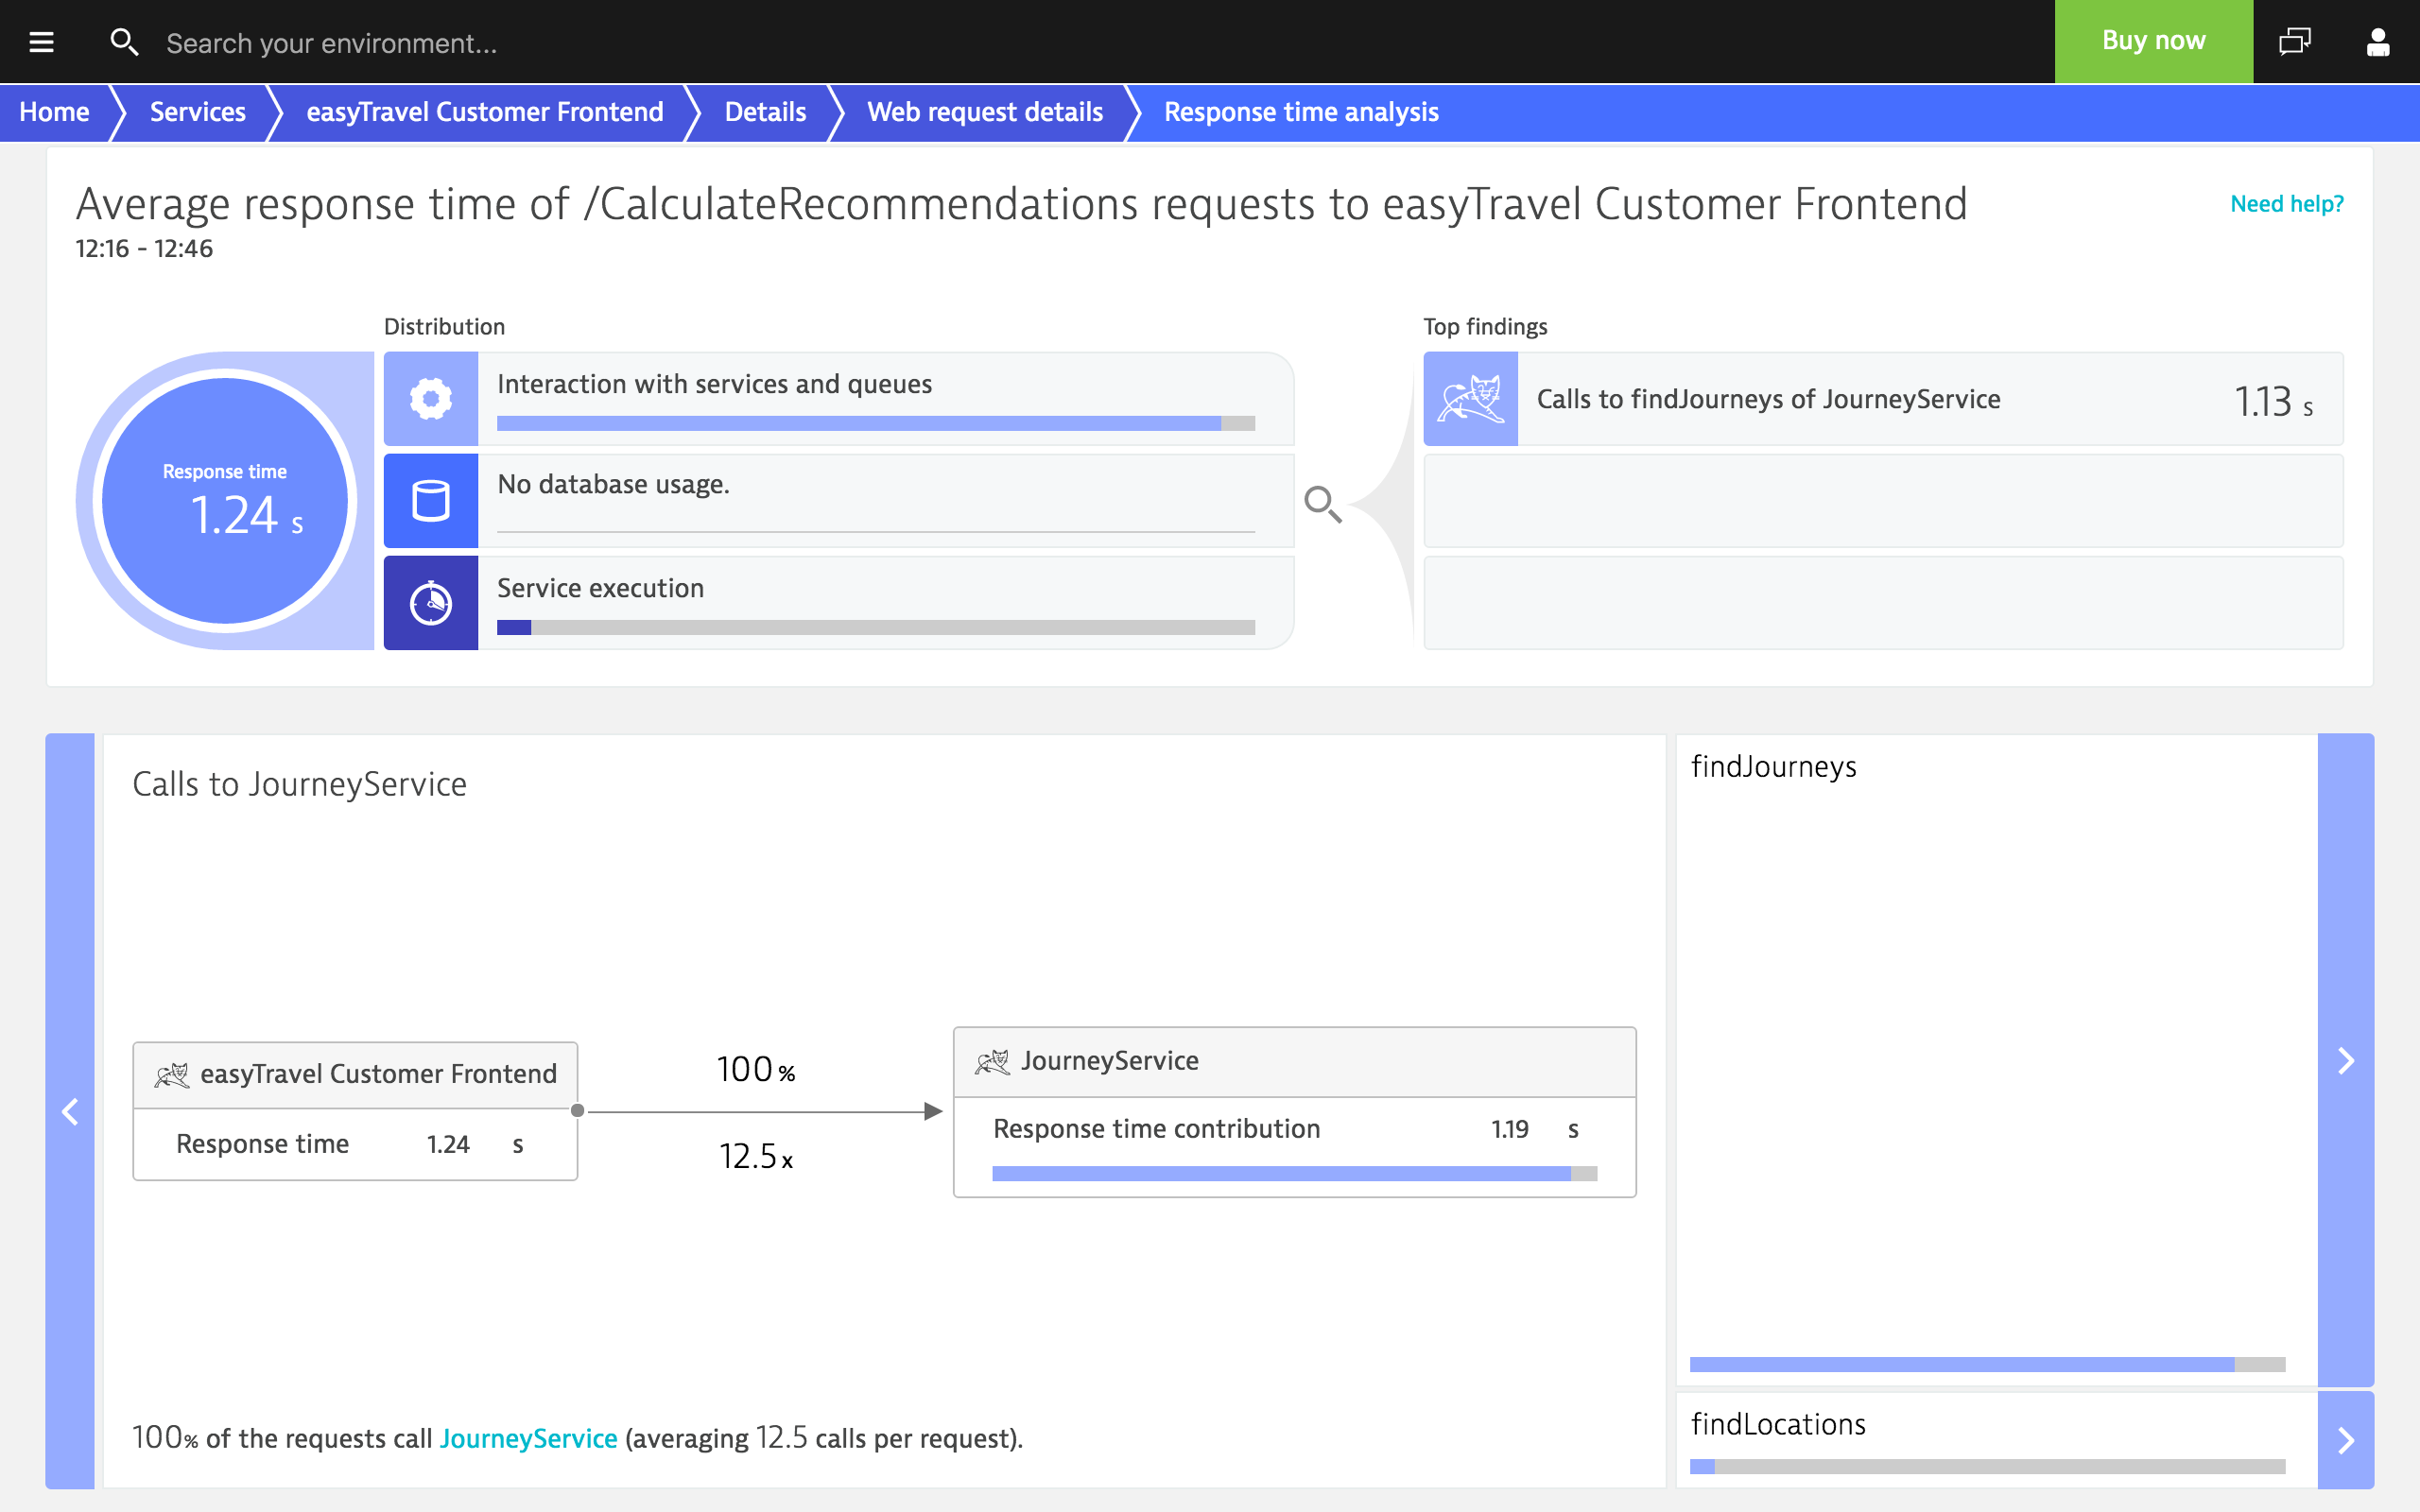 Search your environment...
Buy now
Home
Services
easyTravel Customer Frontend
Details
Web request details
Response time analysis
Average response time of /CalculateRecommendations requests to easyTravel Customer Frontend
Need help?
12:16 - 12:46
Distribution
Top findings
Response time
1.24 s
Interaction with services and queues
No database usage.
Service execution
Calls to findJourneys of JourneyService
1.13 s
Calls to JourneyService
easyTravel Customer Frontend
Response time 1.24 s
100 %
12.5 x
JourneyService
Response time contribution 1.19 s
100% of the requests call JourneyService (averaging 12.5 calls per request).
findJourneys
findLocations